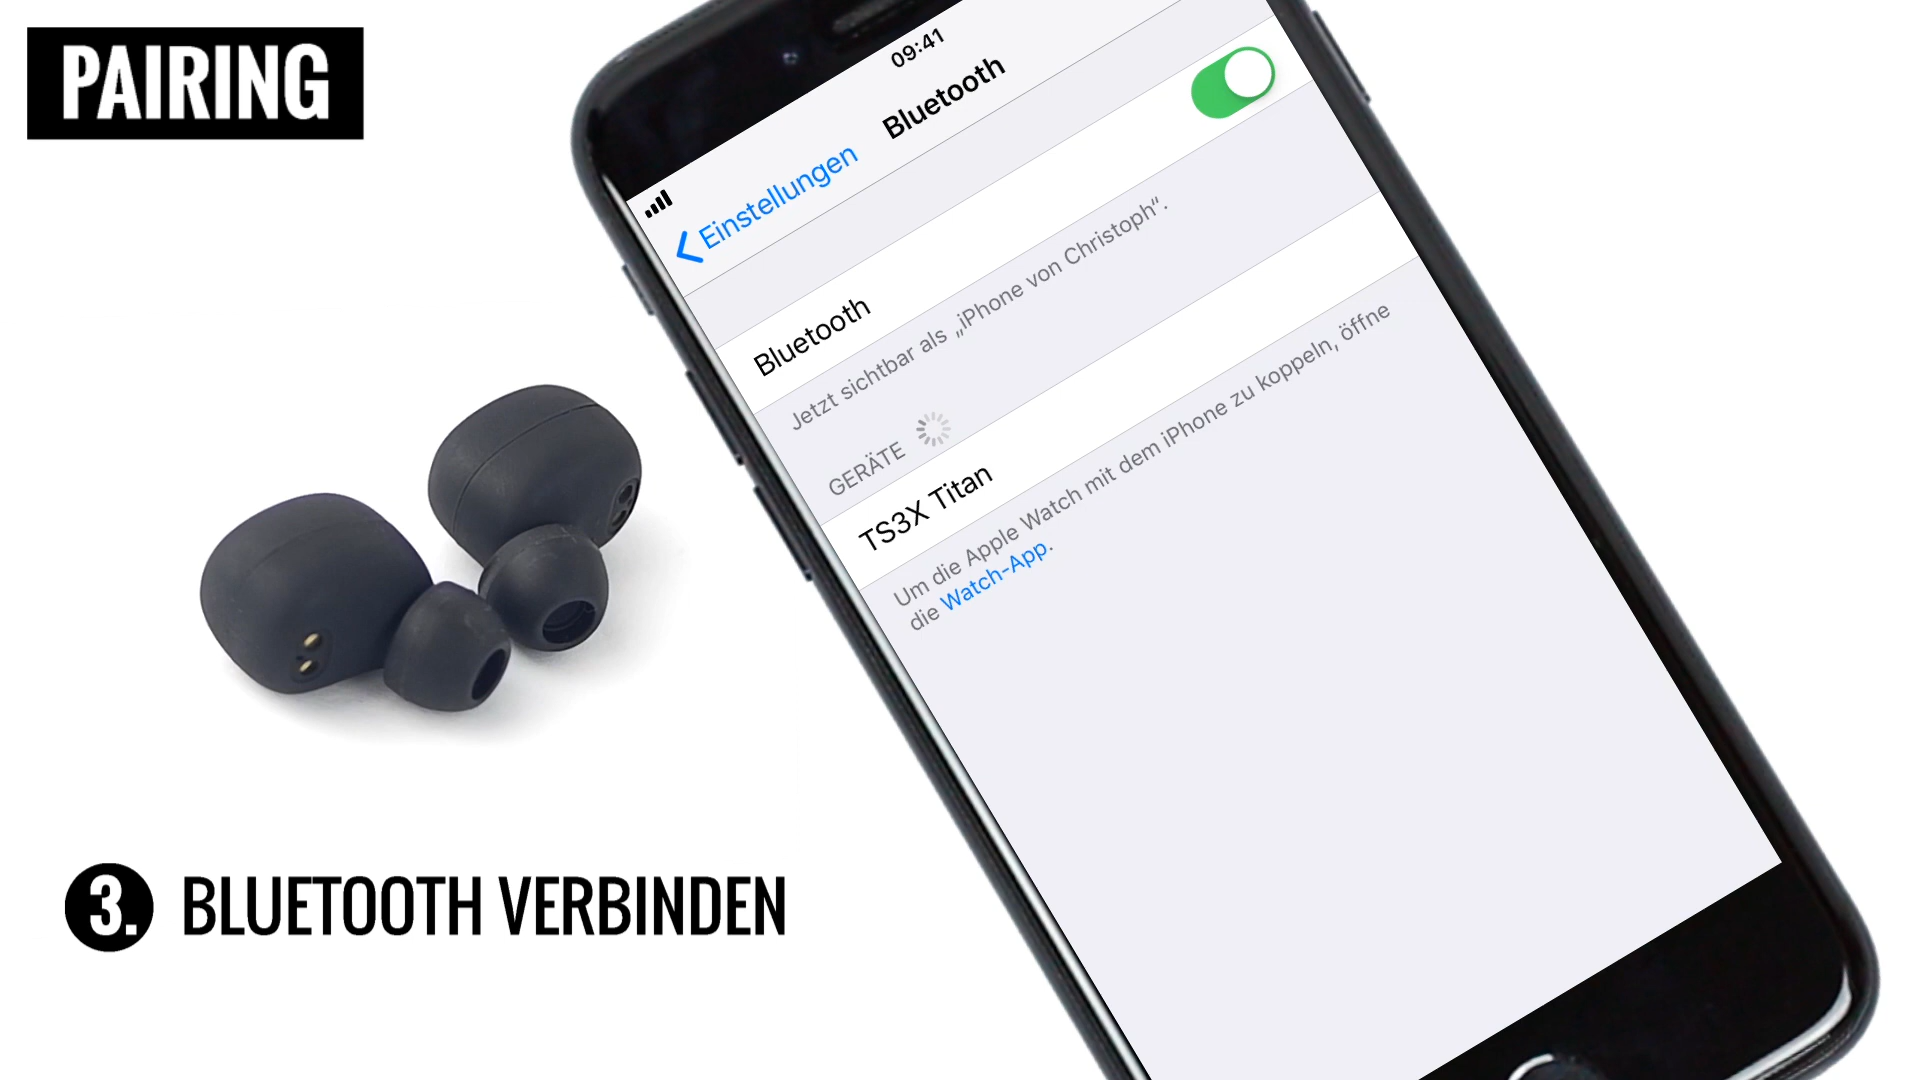 PAIRING
09:41
Einstellungen
Bluetooth
Bluetooth
Jetzt sichtbar als „iPhone von Christoph“.
GERÄTE
TS3X Titan
Um die Apple Watch mit dem iPhone zu koppeln, öffne
die Watch-App.
3. BLUETOOTH VERBINDEN